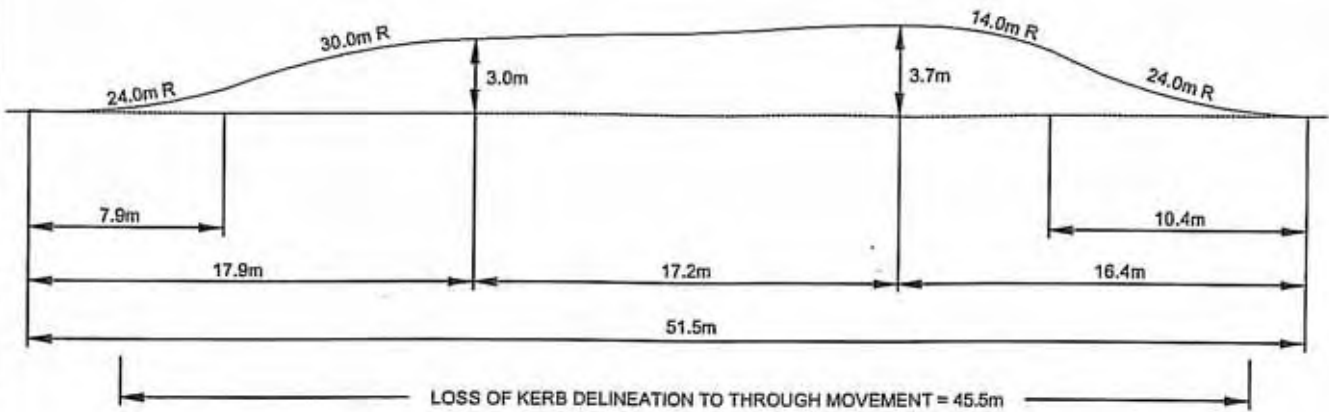 30.0m R
14.0m R
24.0m R
3.0m
3.7m
24.0m R
7.9m
10.4m
17.9m
17.2m
16.4m
51.5m
LOSS OF KERB DELINEATION TO THROUGH MOVEMENT = 45.5m